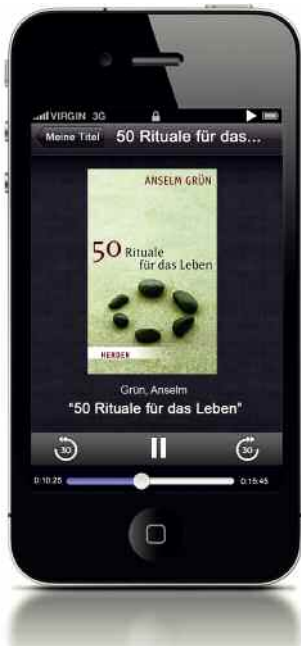 VIRGIN 3G
Meine Titel 50 Rituale für das...
ANSELM GRÜN
50 Rituale
für das Leben
HERDER
Grün, Anselm
"50 Rituale für das Leben"
30 30
0:10:25 0:15:45